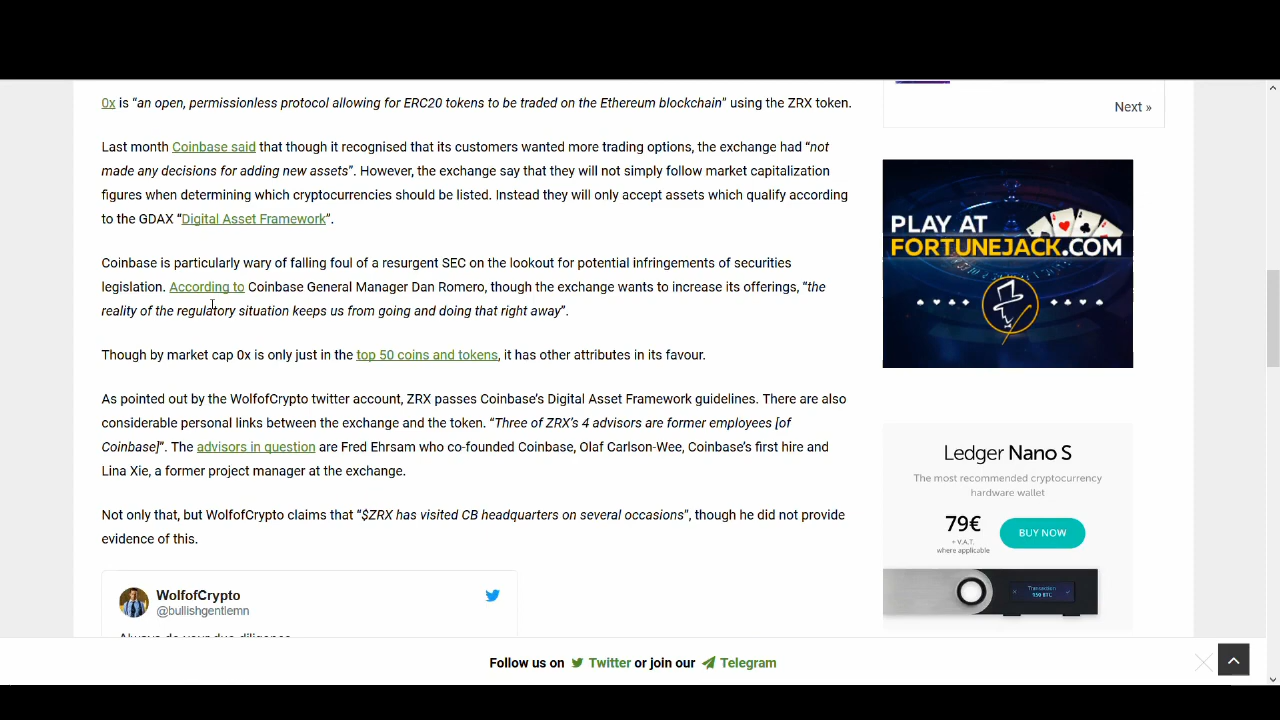 0x is “an open, permissionless protocol allowing for ERC20 tokens to be traded on the Ethereum blockchain” using the ZRX token.
Last month Coinbase said that though it recognised that its customers wanted more trading options, the exchange had “not
made any decisions for adding new assets”. However, the exchange say that they will not simply follow market capitalization
figures when determining which cryptocurrencies should be listed. Instead they will only accept assets which qualify according
to the GDAX “Digital Asset Framework”.
Coinbase is particularly wary of falling foul of a resurgent SEC on the lookout for potential infringements of securities
legislation. According to Coinbase General Manager Dan Romero, though the exchange wants to increase its offerings, “the
reality of the regulatory situation keeps us from going and doing that right away”.
Though by market cap 0x is only just in the top 50 coins and tokens, it has other attributes in its favour.
As pointed out by the WolfofCrypto twitter account, ZRX passes Coinbase’s Digital Asset Framework guidelines. There are also
considerable personal links between the exchange and the token. “Three of ZRX’s 4 advisors are former employees [of
Coinbase]”. The advisors in question are Fred Ehrsam who co-founded Coinbase, Olaf Carlson-Wee, Coinbase’s first hire and
Lina Xie, a former project manager at the exchange.
Not only that, but WolfofCrypto claims that “$ZRX has visited CB headquarters on several occasions”, though he did not provide
evidence of this.
WolfofCrypto
@bullishgentlemn
Always do your due diligence
Next »
PLAY AT
FORTUNEJACK.COM
Ledger Nano S
The most recommended cryptocurrency
hardware wallet
79€
+ V.A.T.
where applicable
BUY NOW
Follow us on Twitter or join our Telegram